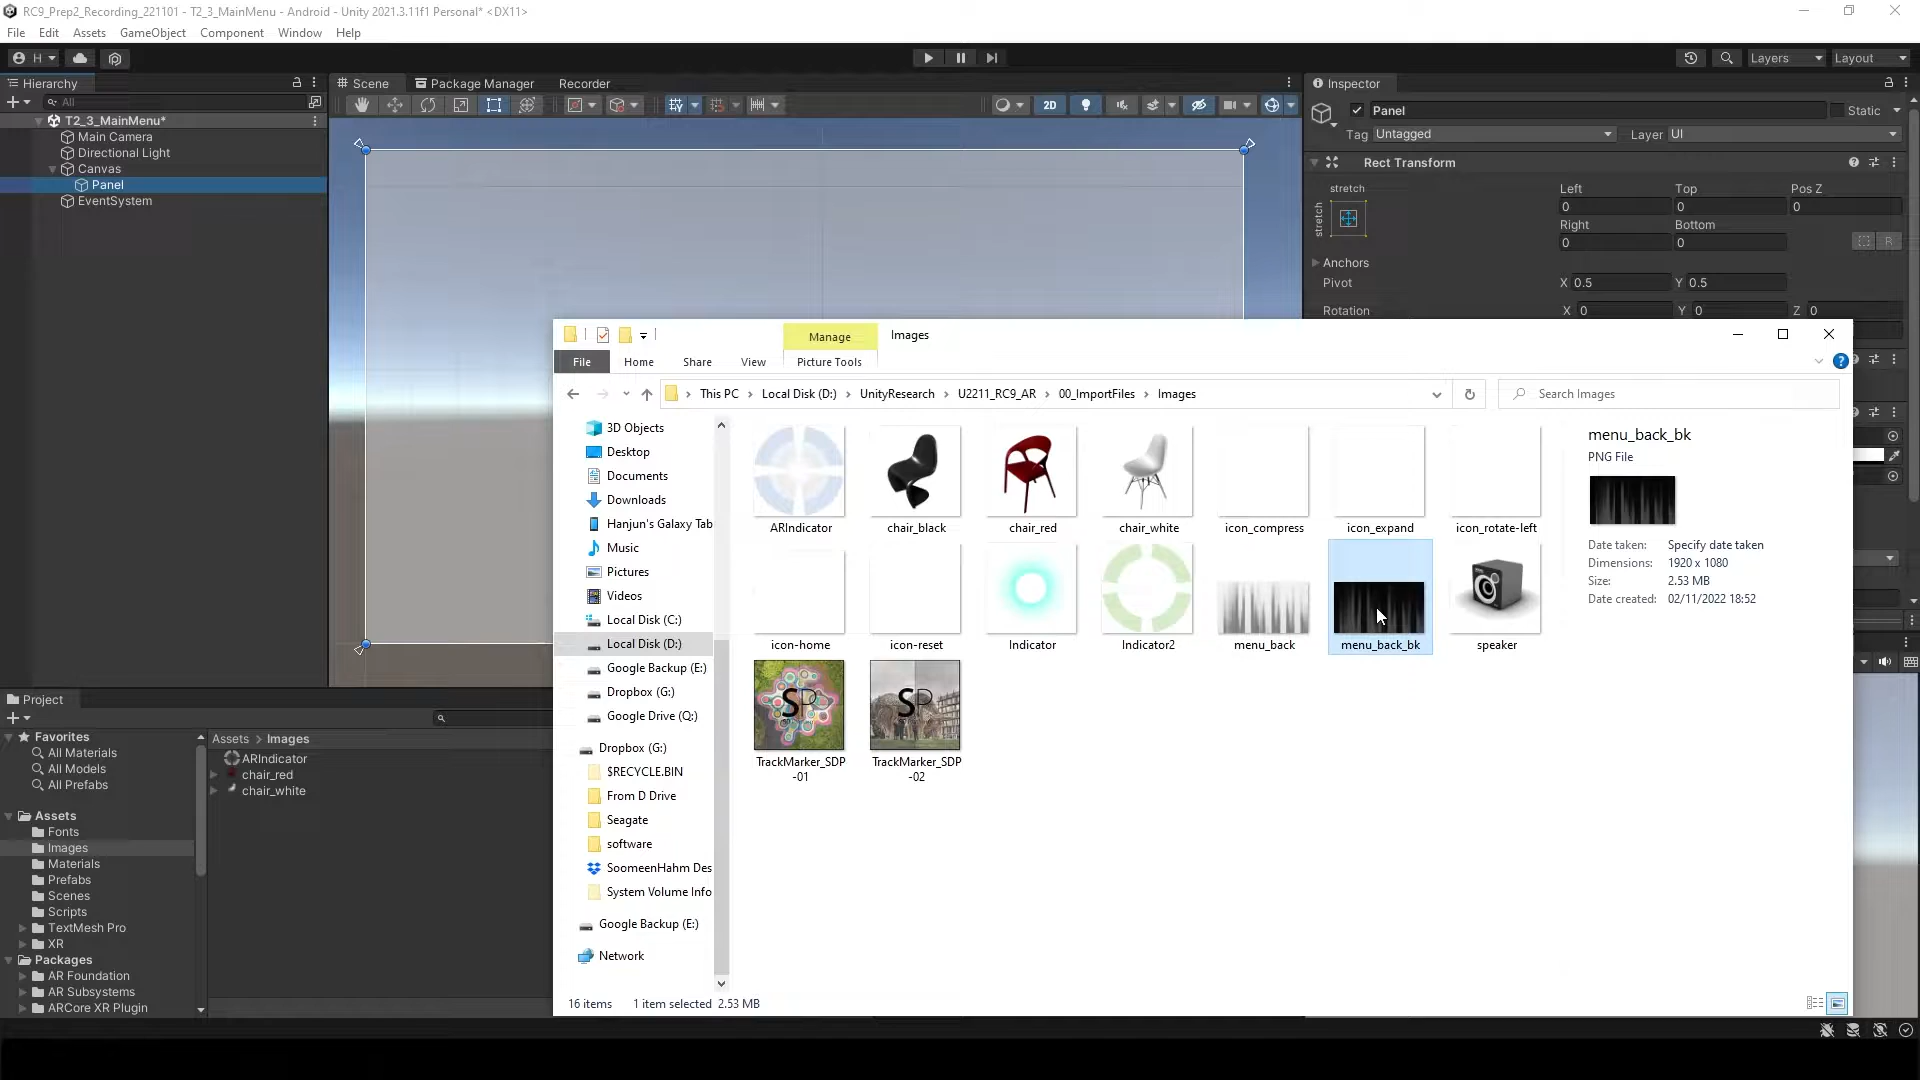 RC9_Prep2_Recording_221101 - T2_3_MainMenu - Android - Unity 2021.3.11f1 Personal* <DX11>
File Edit Assets GameObject Component Window Help
H Layers Layout
Hierarchy
All
T2_3_MainMenu*
Main Camera
Directional Light
Canvas
Panel
EventSystem
Scene Package Manager Recorder
2D
Inspector
Panel Static
Tag Untagged Layer UI
Rect Transform
stretch
stretch
Left Top Pos Z
0 0 0
Right Bottom
0 0 R
Anchors
Pivot X 0.5 Y 0.5
Rotation X 0 Y 0 Z 0
Manage Images
File Home Share View Picture Tools
This PC > Local Disk (D:) > UnityResearch > U2211_RC9_AR > 00_ImportFiles > Images
Search Images
3D Objects
Desktop
Documents
Downloads
Hanjun's Galaxy Tab
Music
Pictures
Videos
Local Disk (C:)
Local Disk (D:)
Google Backup (E:)
Dropbox (G:)
Google Drive (Q:)
Dropbox (G:)
$RECYCLE.BIN
From D Drive
Seagate
software
SoomeenHahm Des
System Volume Info
Google Backup (E:)
Network
ARIndicator chair_black chair_red chair_white icon_compress icon_expand icon_rotate-left
icon-home icon-reset Indicator Indicator2 menu_back menu_back_bk speaker
SP SP
TrackMarker_SDP-01 TrackMarker_SDP-02
menu_back_bk
PNG File
Date taken: Specify date taken
Dimensions: 1920 x 1080
Size: 2.53 MB
Date created: 02/11/2022 18:52
16 items 1 item selected 2.53 MB
Project
Favorites
All Materials
All Models
All Prefabs
Assets
Fonts
Images
Materials
Prefabs
Scenes
Scripts
TextMesh Pro
XR
Packages
AR Foundation
AR Subsystems
ARCore XR Plugin
Assets > Images
ARIndicator
chair_red
chair_white